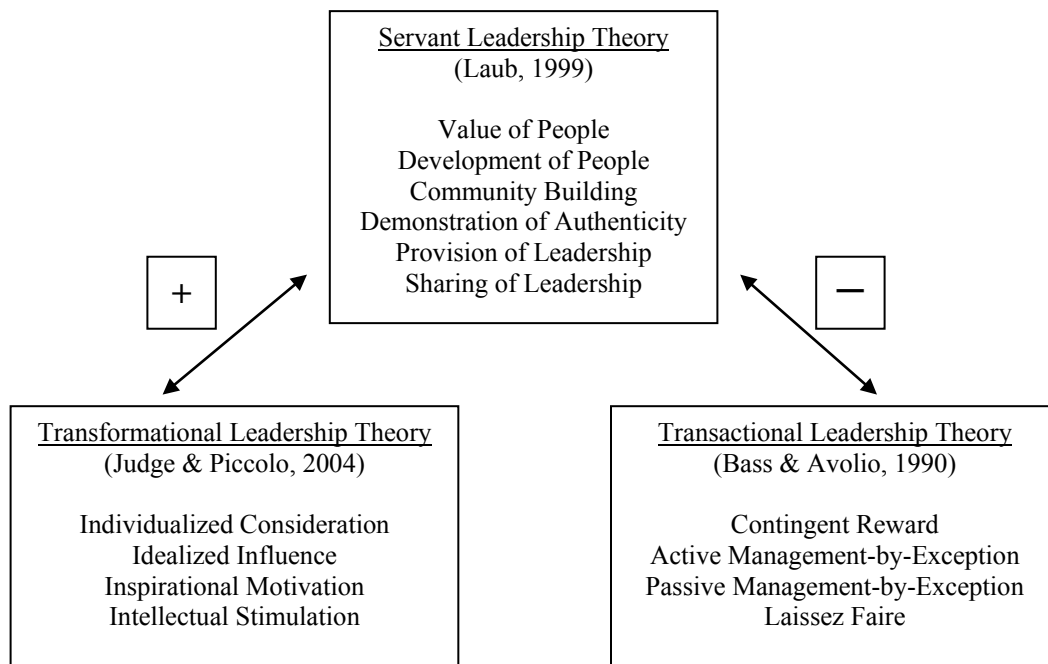 Servant Leadership Theory
(Laub, 1999)
Value of People
Development of People
Community Building
Demonstration of Authenticity
Provision of Leadership
Sharing of Leadership
+
−
Transformational Leadership Theory
(Judge & Piccolo, 2004)
Individualized Consideration
Idealized Influence
Inspirational Motivation
Intellectual Stimulation
Transactional Leadership Theory
(Bass & Avolio, 1990)
Contingent Reward
Active Management-by-Exception
Passive Management-by-Exception
Laissez Faire